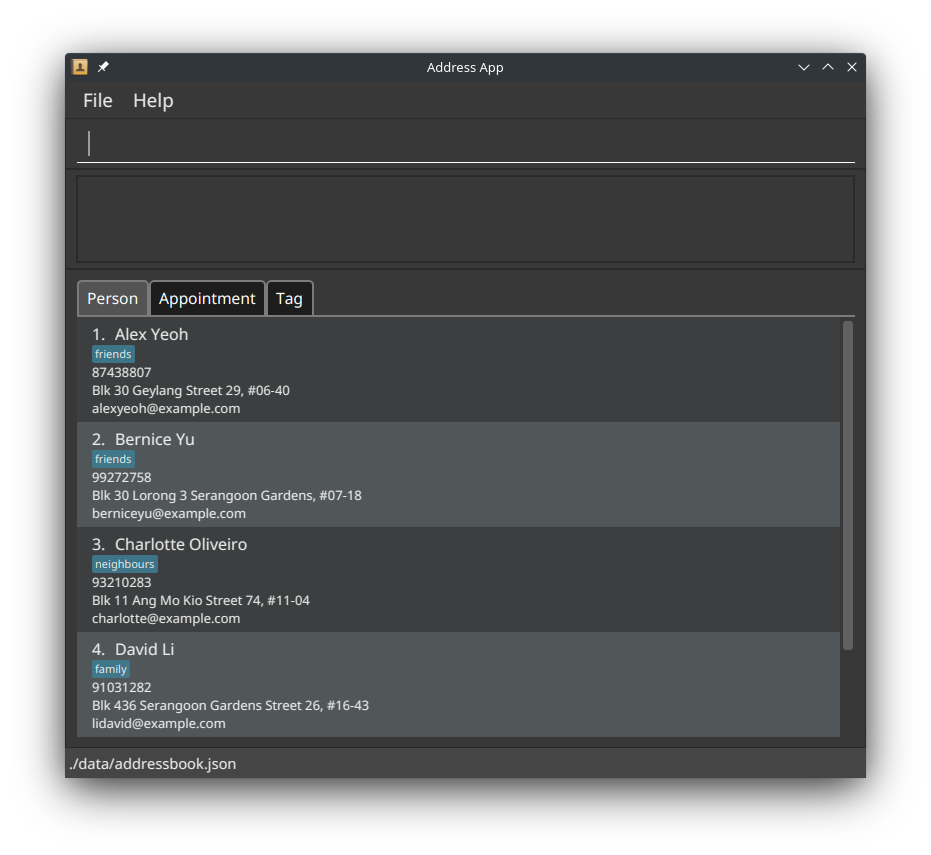 Address App
File Help
Person Appointment Tag
1. Alex Yeoh
friends
87438807
Blk 30 Geylang Street 29, #06-40
alexyeoh@example.com
2. Bernice Yu
friends
99272758
Blk 30 Lorong 3 Serangoon Gardens, #07-18
berniceyu@example.com
3. Charlotte Oliveiro
neighbours
93210283
Blk 11 Ang Mo Kio Street 74, #11-04
charlotte@example.com
4. David Li
family
91031282
Blk 436 Serangoon Gardens Street 26, #16-43
lidavid@example.com
./data/addressbook.json